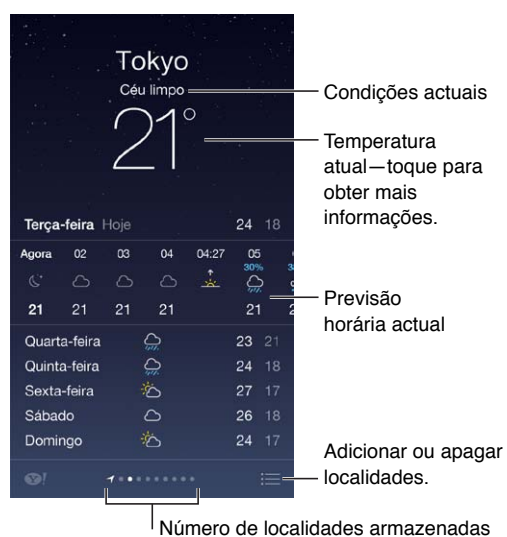 Tokyo
Céu limpo
21°
Condições actuais
Temperatura
atual—toque para
obter mais
informações.
Terça-feira Hoje 24 18
Agora 02 03 04 04:27 05
30%
21 21 21 21 21
Previsão
horária actual
Quarta-feira 23 21
Quinta-feira 24 18
Sexta-feira 27 17
Sábado 26 18
Domingo 24 17
Y!
Adicionar ou apagar
localidades.
Número de localidades armazenadas